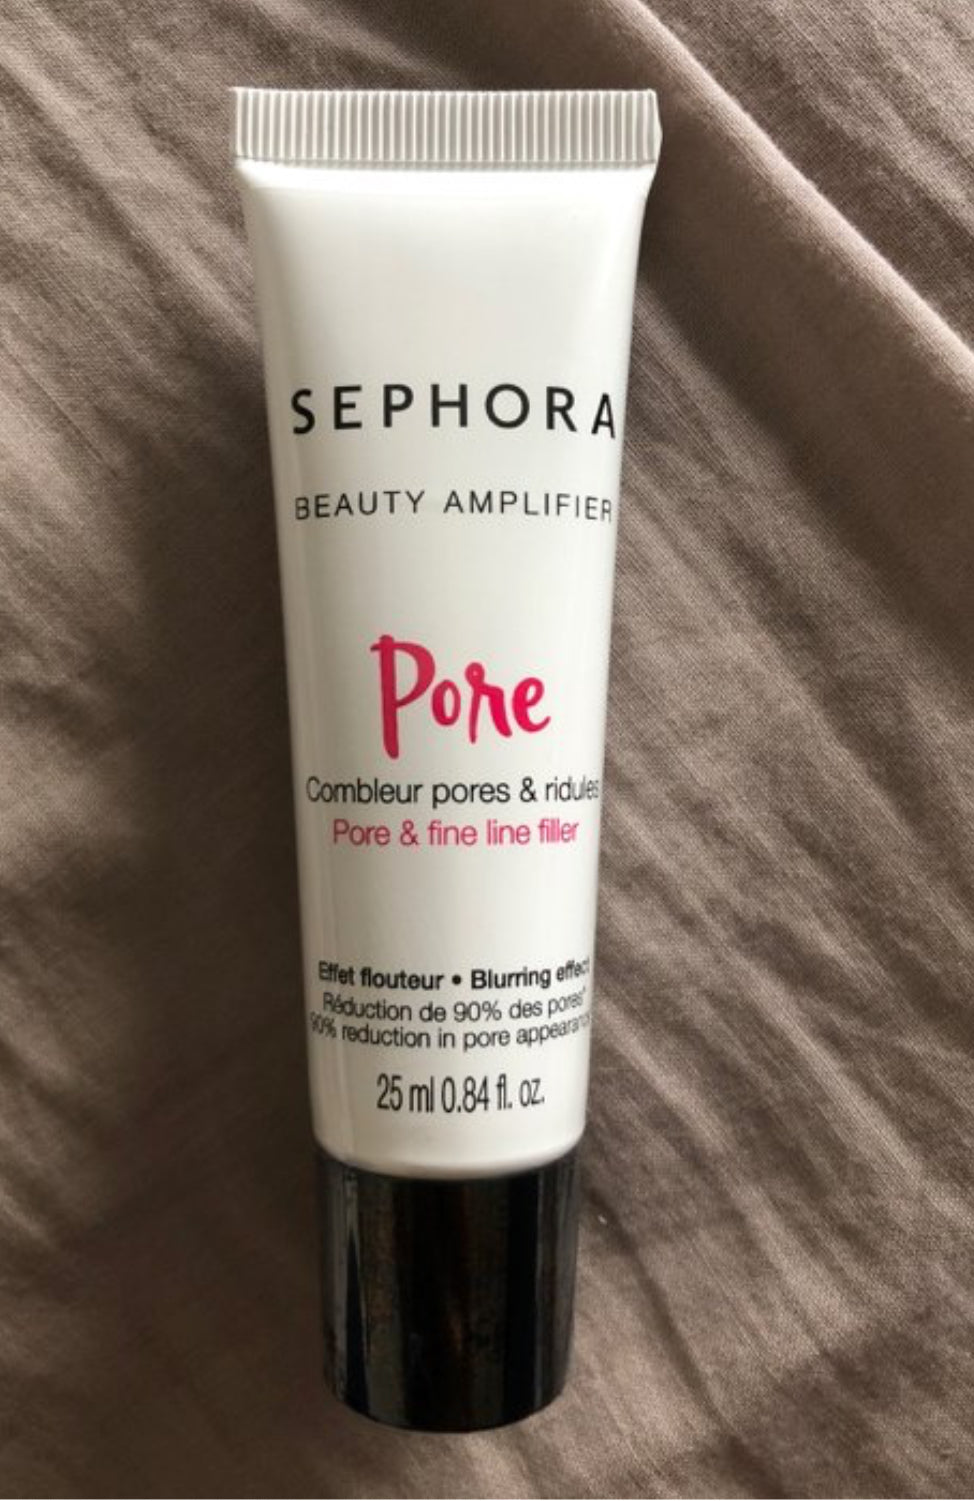 SEPHORA
BEAUTY AMPLIFIER
Pore
Combleur pores & ridules
Pore & fine line filler
Effet flouteur • Blurring effect
Réduction de 90% des pores*
90% reduction in pore
25 ml 0.84 fl. oz.